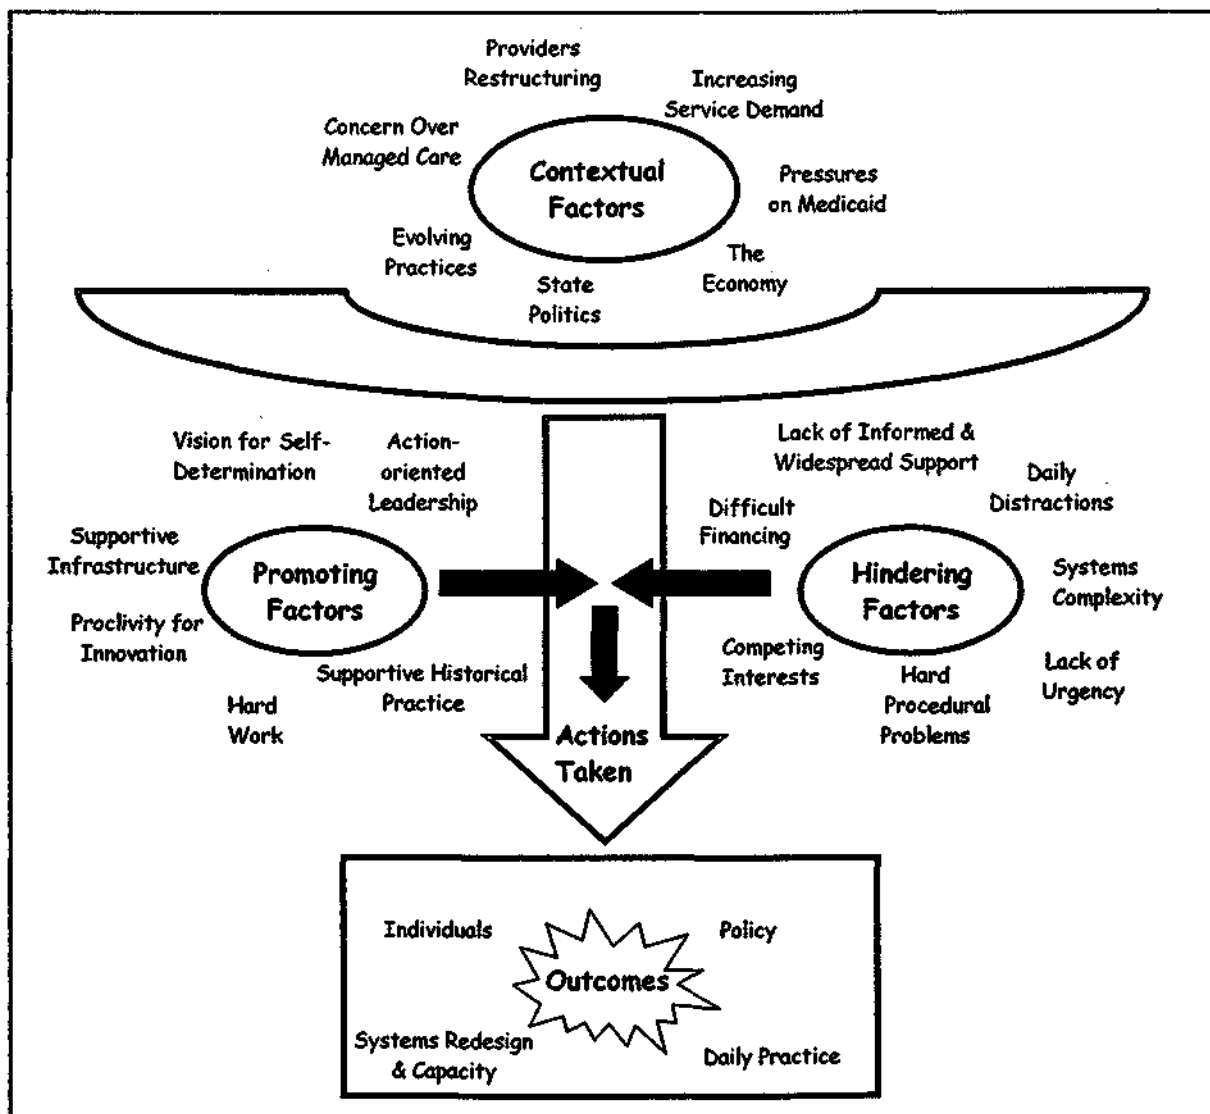 Providers
Restructuring
Increasing
Service Demand
Concern Over
Managed Care
Contextual
Factors
Pressures
on Medicaid
Evolving
Practices
State
Politics
The
Economy
Vision for Self-
Determination
Action-
oriented
Leadership
Lack of Informed &
Widespread Support
Daily
Distractions
Difficult
Financing
Supportive
Infrastructure
Promoting
Factors
Hindering
Factors
Systems
Complexity
Proclivity for
Innovation
Supportive Historical
Practice
Hard
Work
Competing
Interests
Hard
Procedural
Problems
Lack of
Urgency
Actions
Taken
Individuals
Policy
Outcomes
Systems Redesign
& Capacity
Daily Practice